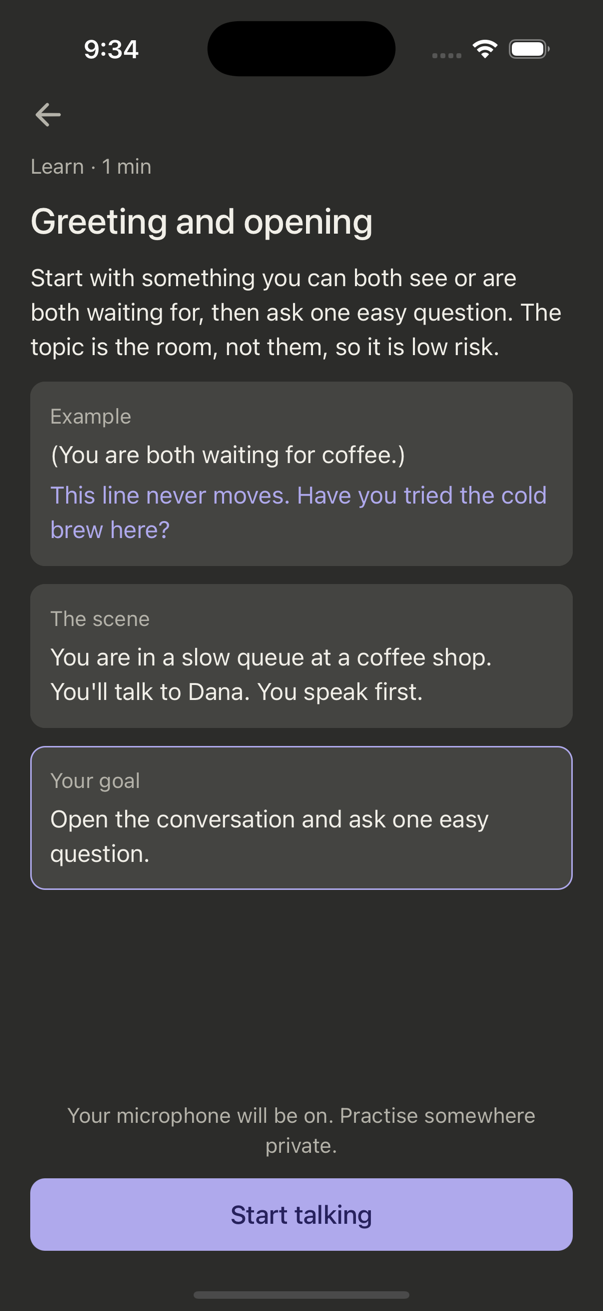 9:34
Learn · 1 min
Greeting and opening
Start with something you can both see or are
both waiting for, then ask one easy question. The
topic is the room, not them, so it is low risk.
Example
(You are both waiting for coffee.)
This line never moves. Have you tried the cold
brew here?
The scene
You are in a slow queue at a coffee shop.
You'll talk to Dana. You speak first.
Your goal
Open the conversation and ask one easy
question.
Your microphone will be on. Practise somewhere
private.
Start talking